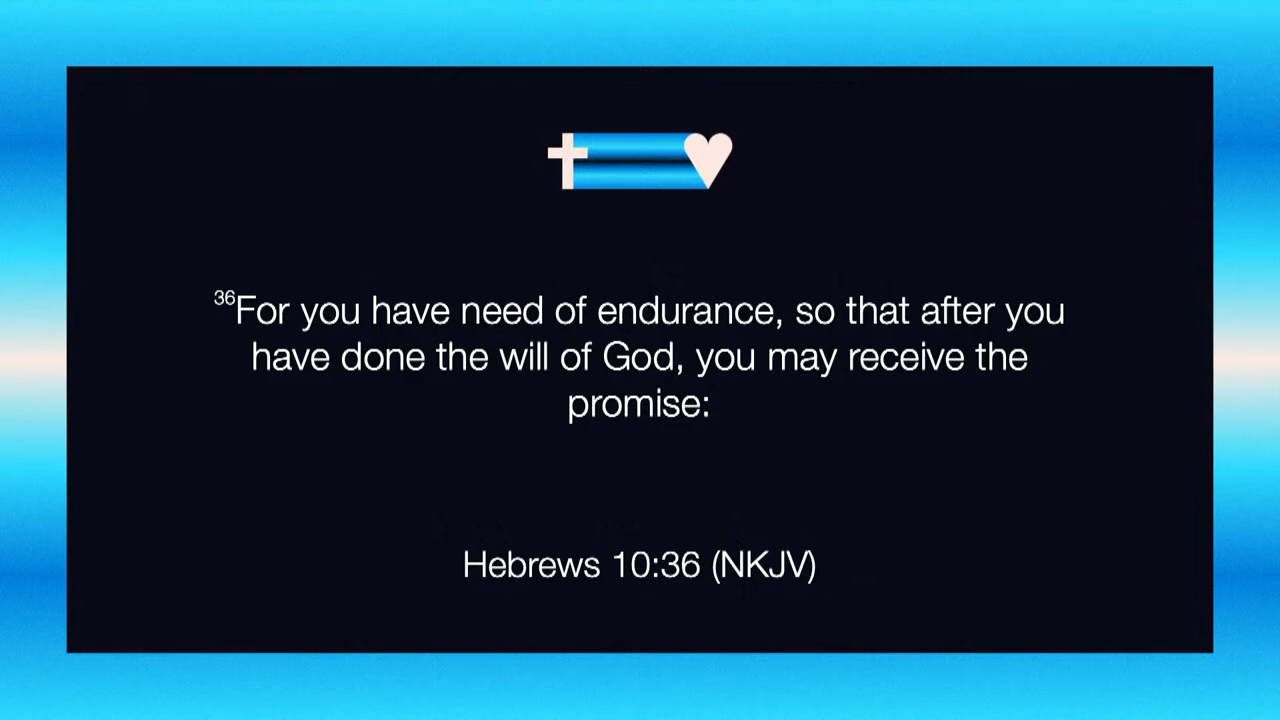 36For you have need of endurance, so that after you
have done the will of God, you may receive the
promise:
Hebrews 10:36 (NKJV)